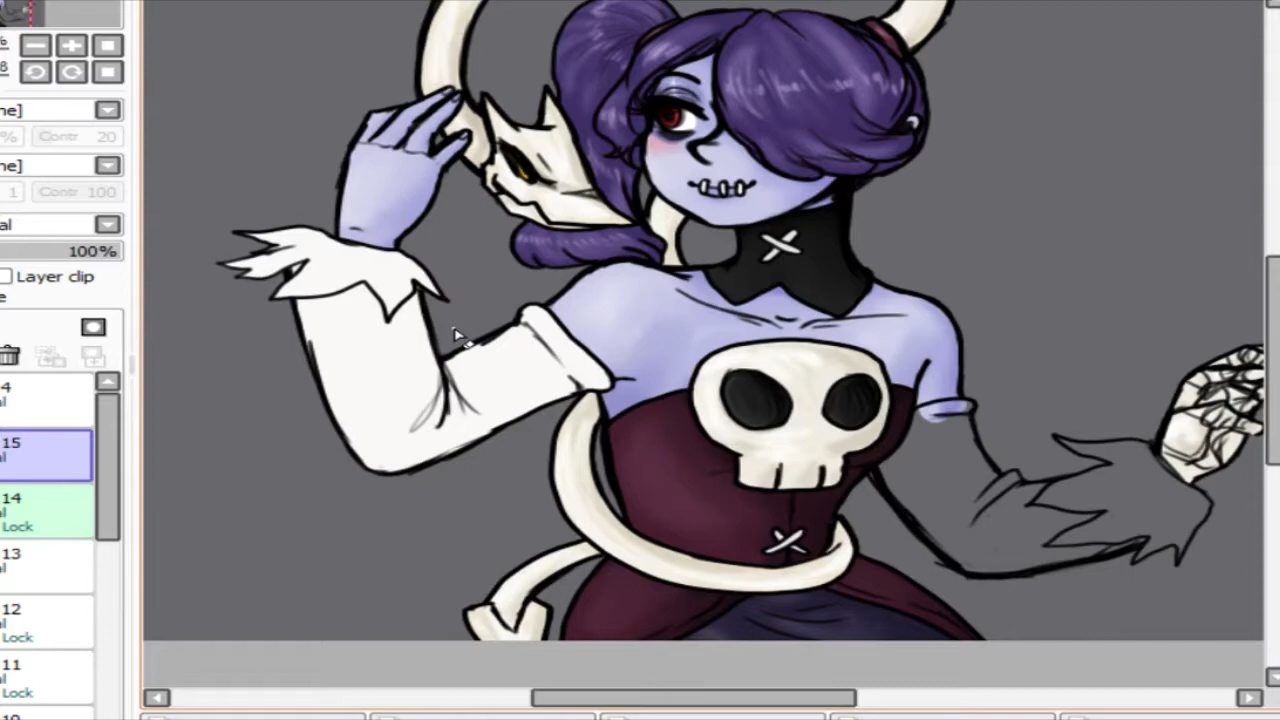 %
8
ne]
% Contr 20
ne]
1 Contr 100
al
100%
Layer clip
e
4
al
15
al
14
al
Lock
13
al
12
al
Lock
11
al
Lock
10